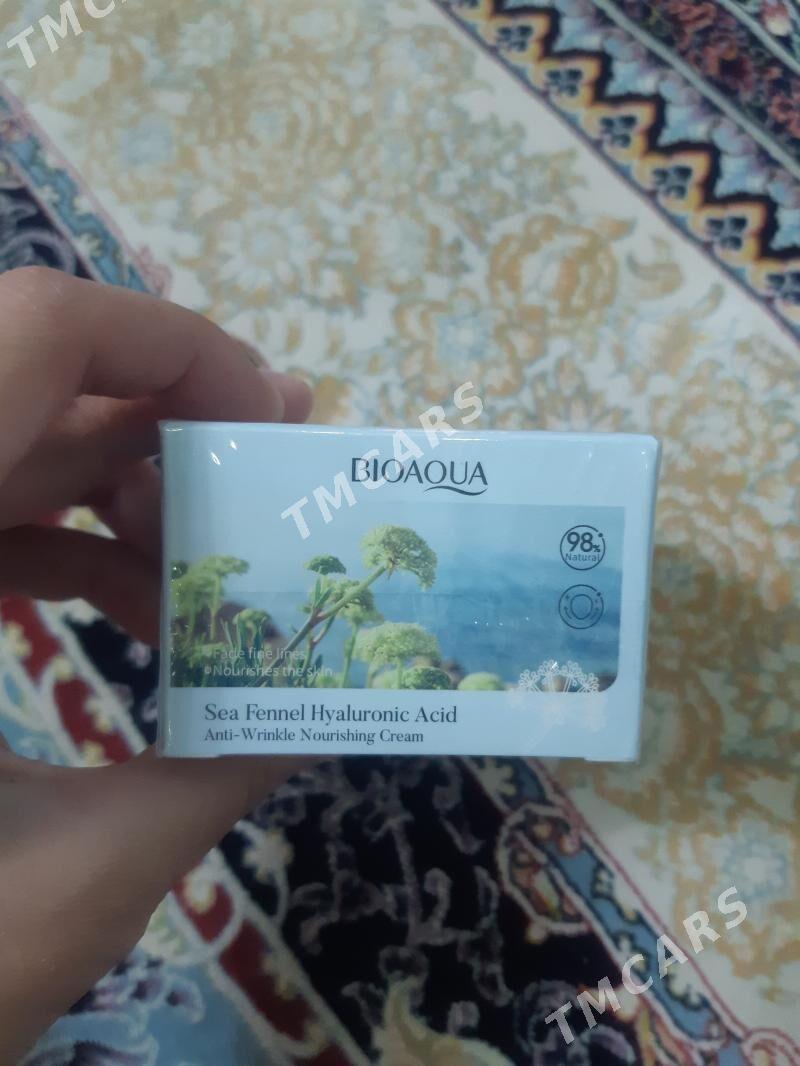 TMCARS
BIOAQUA
TMCARS
98%
Natural
Fade fine lines
Nourishes the skin
Sea Fennel Hyaluronic Acid
Anti-Wrinkle Nourishing Cream
TMCARS